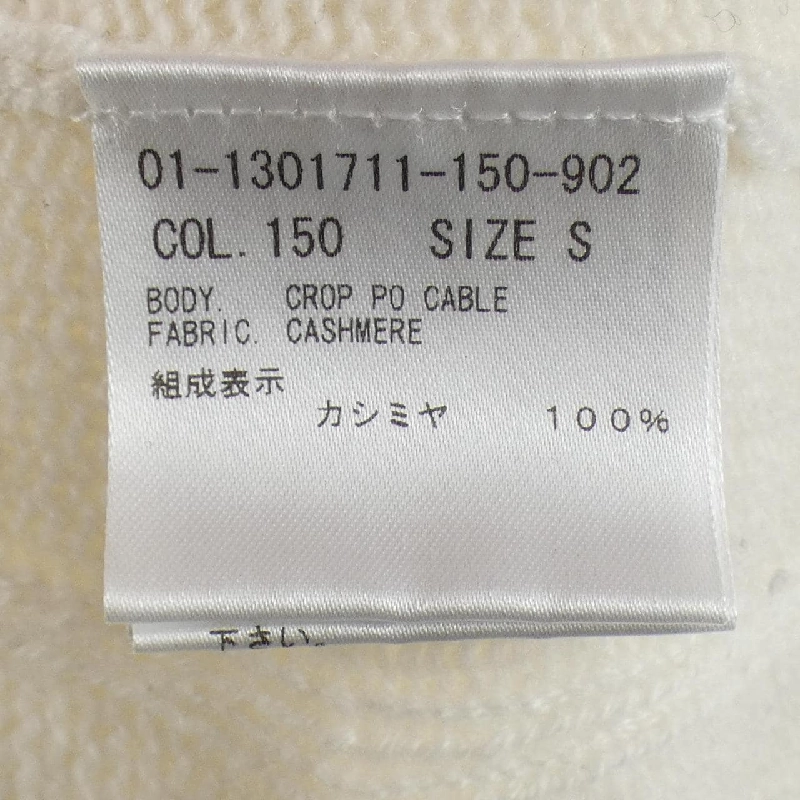 01-1301711-150-902
COL. 150 SIZE S
BODY. CROP PO CABLE
FABRIC. CASHMERE
組成表示
カシミヤ １００％
下さい。